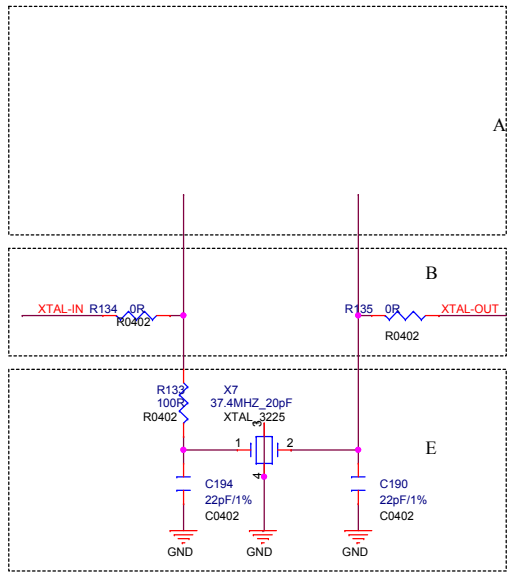 A
B
XTAL-IN R134 0R
R0402
R135 0R XTAL-OUT
R0402
R133
100R
R0402
X7
37.4MHZ_20pF
XTAL_3225
3
1
2
4
E
C194
22pF/1%
C0402
C190
22pF/1%
C0402
GND
GND
GND